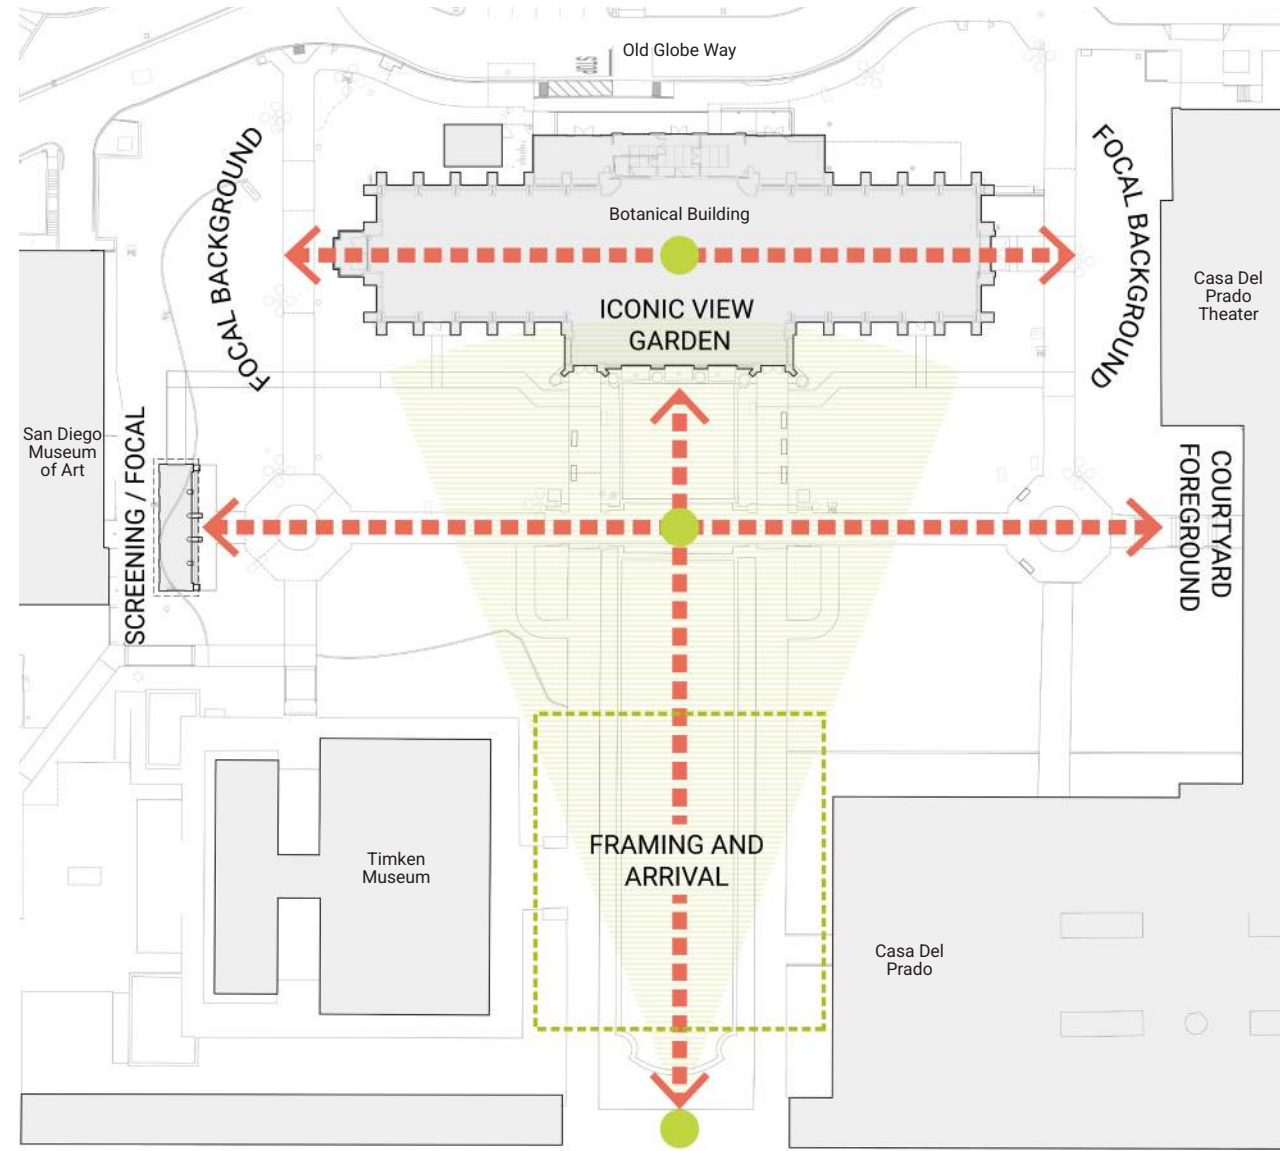 Old Globe Way
STOP
FOCAL BACKGROUND
FOCAL BACKGROUND
Botanical Building
Casa Del
Prado
Theater
ICONIC VIEW
GARDEN
San Diego
Museum
of Art
SCREENING / FOCAL
COURTYARD
FOREGROUND
FRAMING AND
ARRIVAL
Timken
Museum
Casa Del
Prado